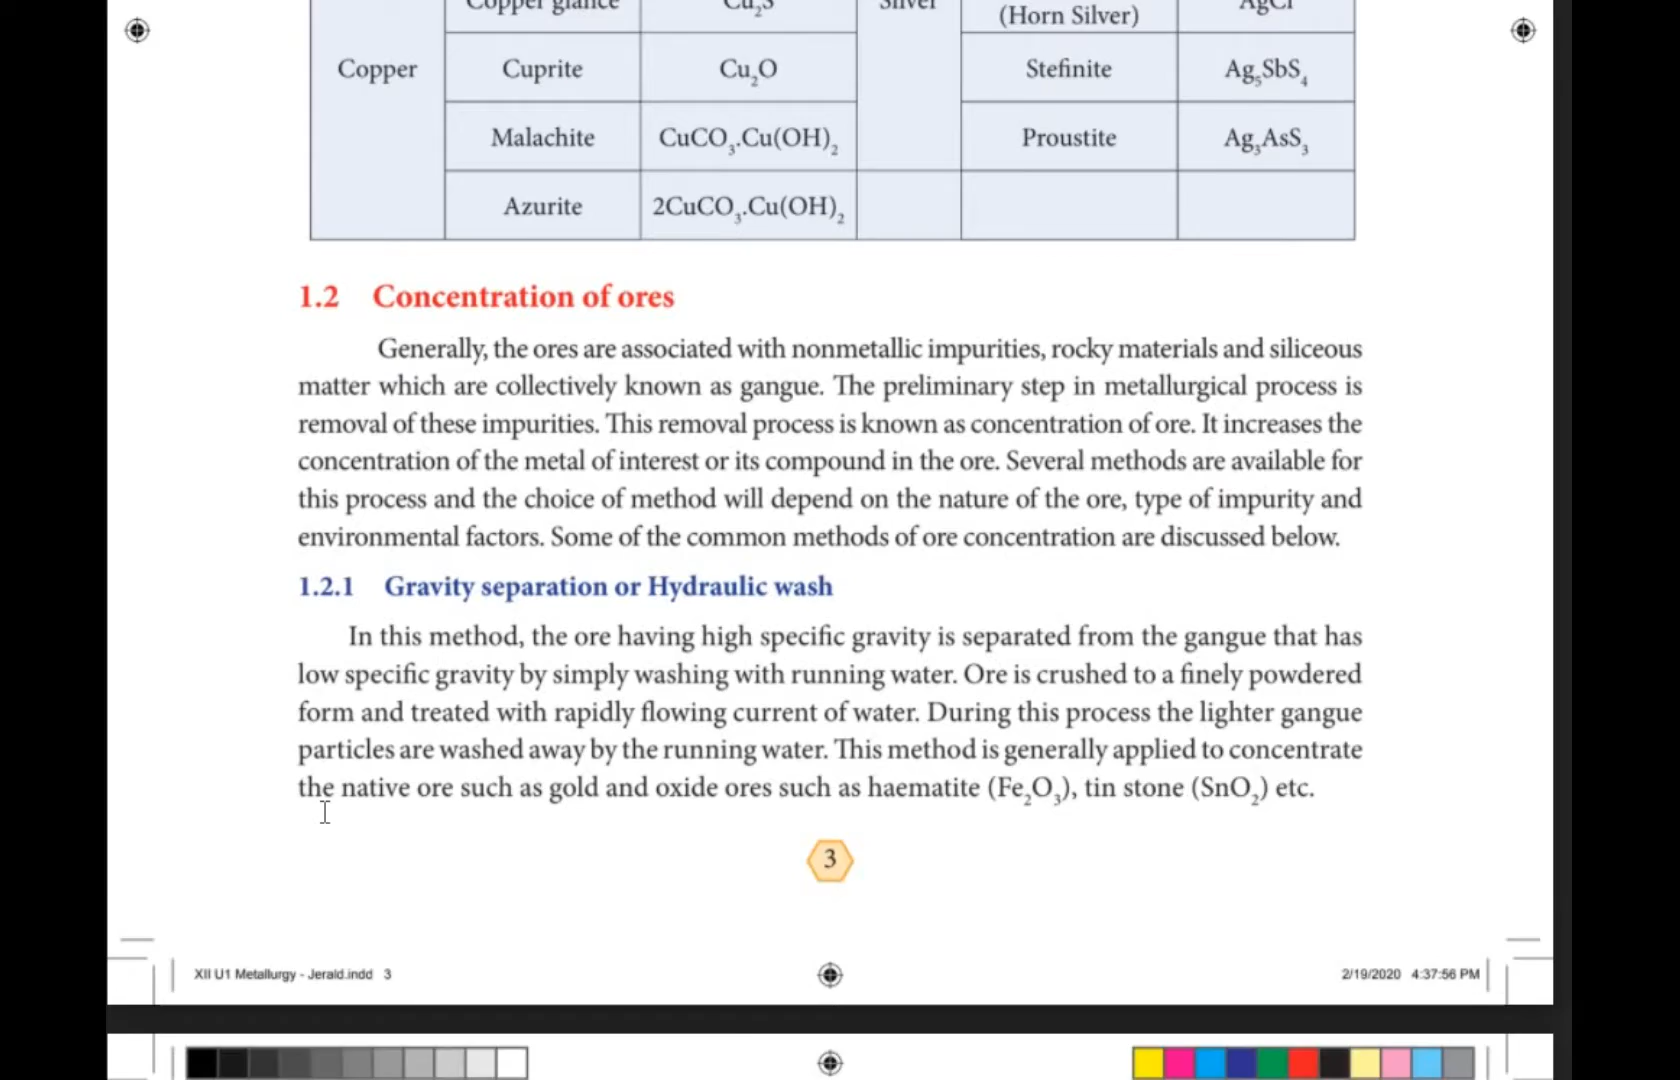 Copper glance Cu₂S Silver AgCl
(Horn Silver)
Copper Cuprite Cu₂O Stefinite Ag₅SbS₄
Malachite CuCO₃.Cu(OH)₂ Proustite Ag₃AsS₃
Azurite 2CuCO₃.Cu(OH)₂
1.2 Concentration of ores
Generally, the ores are associated with nonmetallic impurities, rocky materials and siliceous
matter which are collectively known as gangue. The preliminary step in metallurgical process is
removal of these impurities. This removal process is known as concentration of ore. It increases the
concentration of the metal of interest or its compound in the ore. Several methods are available for
this process and the choice of method will depend on the nature of the ore, type of impurity and
environmental factors. Some of the common methods of ore concentration are discussed below.
1.2.1 Gravity separation or Hydraulic wash
In this method, the ore having high specific gravity is separated from the gangue that has
low specific gravity by simply washing with running water. Ore is crushed to a finely powdered
form and treated with rapidly flowing current of water. During this process the lighter gangue
particles are washed away by the running water. This method is generally applied to concentrate
the native ore such as gold and oxide ores such as haematite (Fe₂O₃), tin stone (SnO₂) etc.
3
XII U1 Metallurgy - Jerald.indd 3 2/19/2020 4:37:56 PM